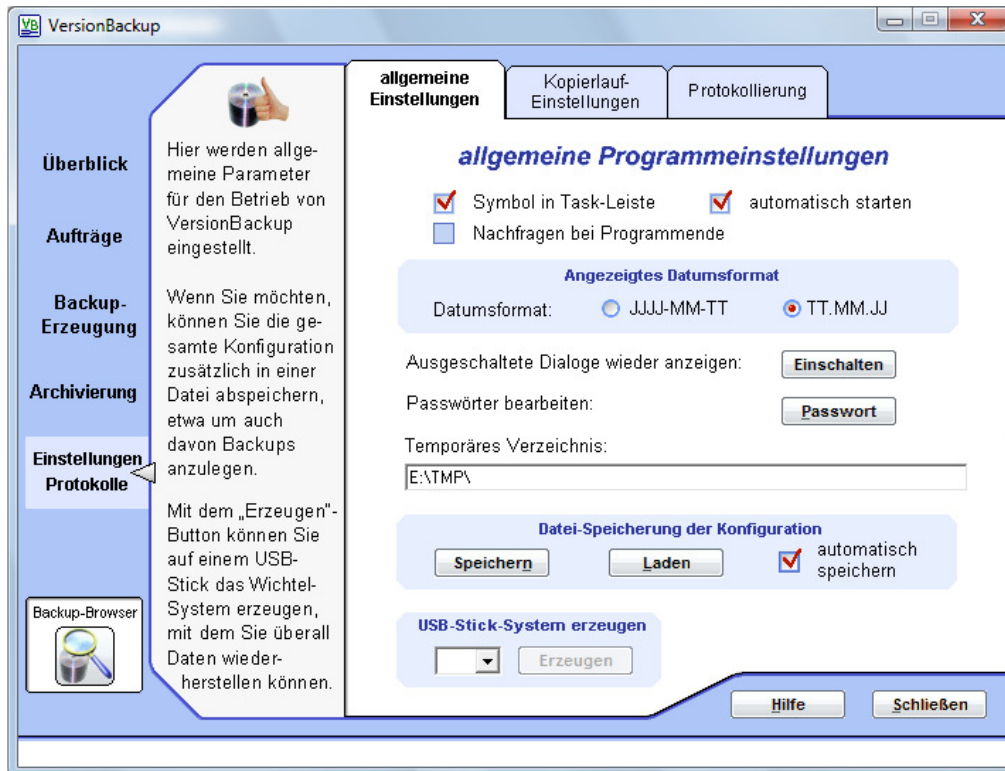 VersionBackup
Überblick
Aufträge
Backup-
Erzeugung
Archivierung
Einstellungen
Protokolle
Backup-Browser
Hier werden allge-
meine Parameter
für den Betrieb von
VersionBackup
eingestellt.
Wenn Sie möchten,
können Sie die ge-
samte Konfiguration
zusätzlich in einer
Datei abspeichern,
etwa um auch
davon Backups
anzulegen.
Mit dem „Erzeugen"-
Button können Sie
auf einem USB-
Stick das Wichtel-
System erzeugen,
mit dem Sie überall
Daten wieder-
herstellen können.
allgemeine
Einstellungen
Kopierlauf-
Einstellungen
Protokollierung
allgemeine Programmeinstellungen
Symbol in Task-Leiste automatisch starten
Nachfragen bei Programmende
Angezeigtes Datumsformat
Datumsformat: JJJJ-MM-TT TT.MM.JJ
Ausgeschaltete Dialoge wieder anzeigen: Einschalten
Passwörter bearbeiten: Passwort
Temporäres Verzeichnis:
E:\TMP\
Datei-Speicherung der Konfiguration
Speichern Laden automatisch
speichern
USB-Stick-System erzeugen
Erzeugen
Hilfe Schließen
VB